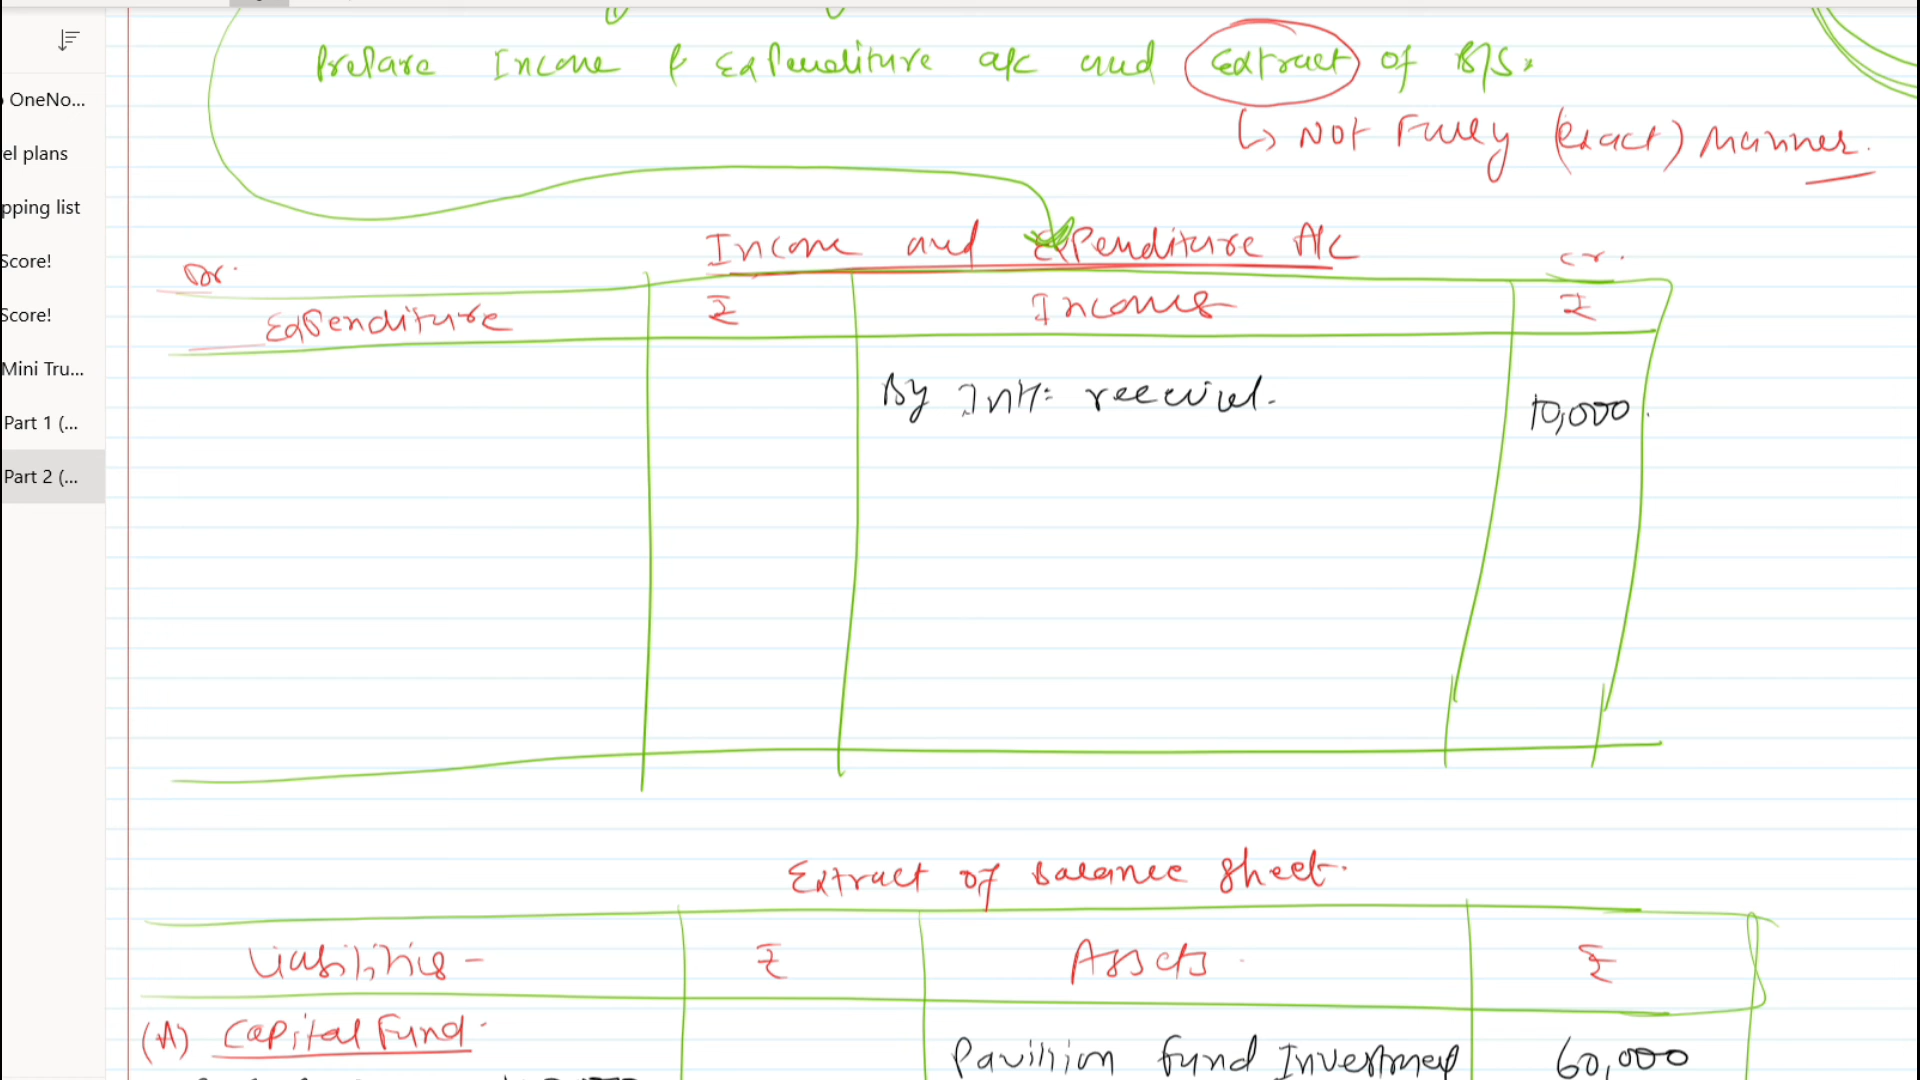 OneNo...
el plans
pping list
Score!
Score!
Mini Tru...
Part 1 (...
Part 2 (...
Prepare Income & Expenditure a/c and Extract of B/S.
↳ Not Fully (exact) Manner.
Income and Expenditure A/c
Dr. Cr.
Expenditure ₹ Incomes ₹
By Intt: received. 10,000.
Extract of Balance Sheet.
Liabilities - ₹ Assets. ₹
(A) Capital Fund.
Pavilion Fund Investment 60,000